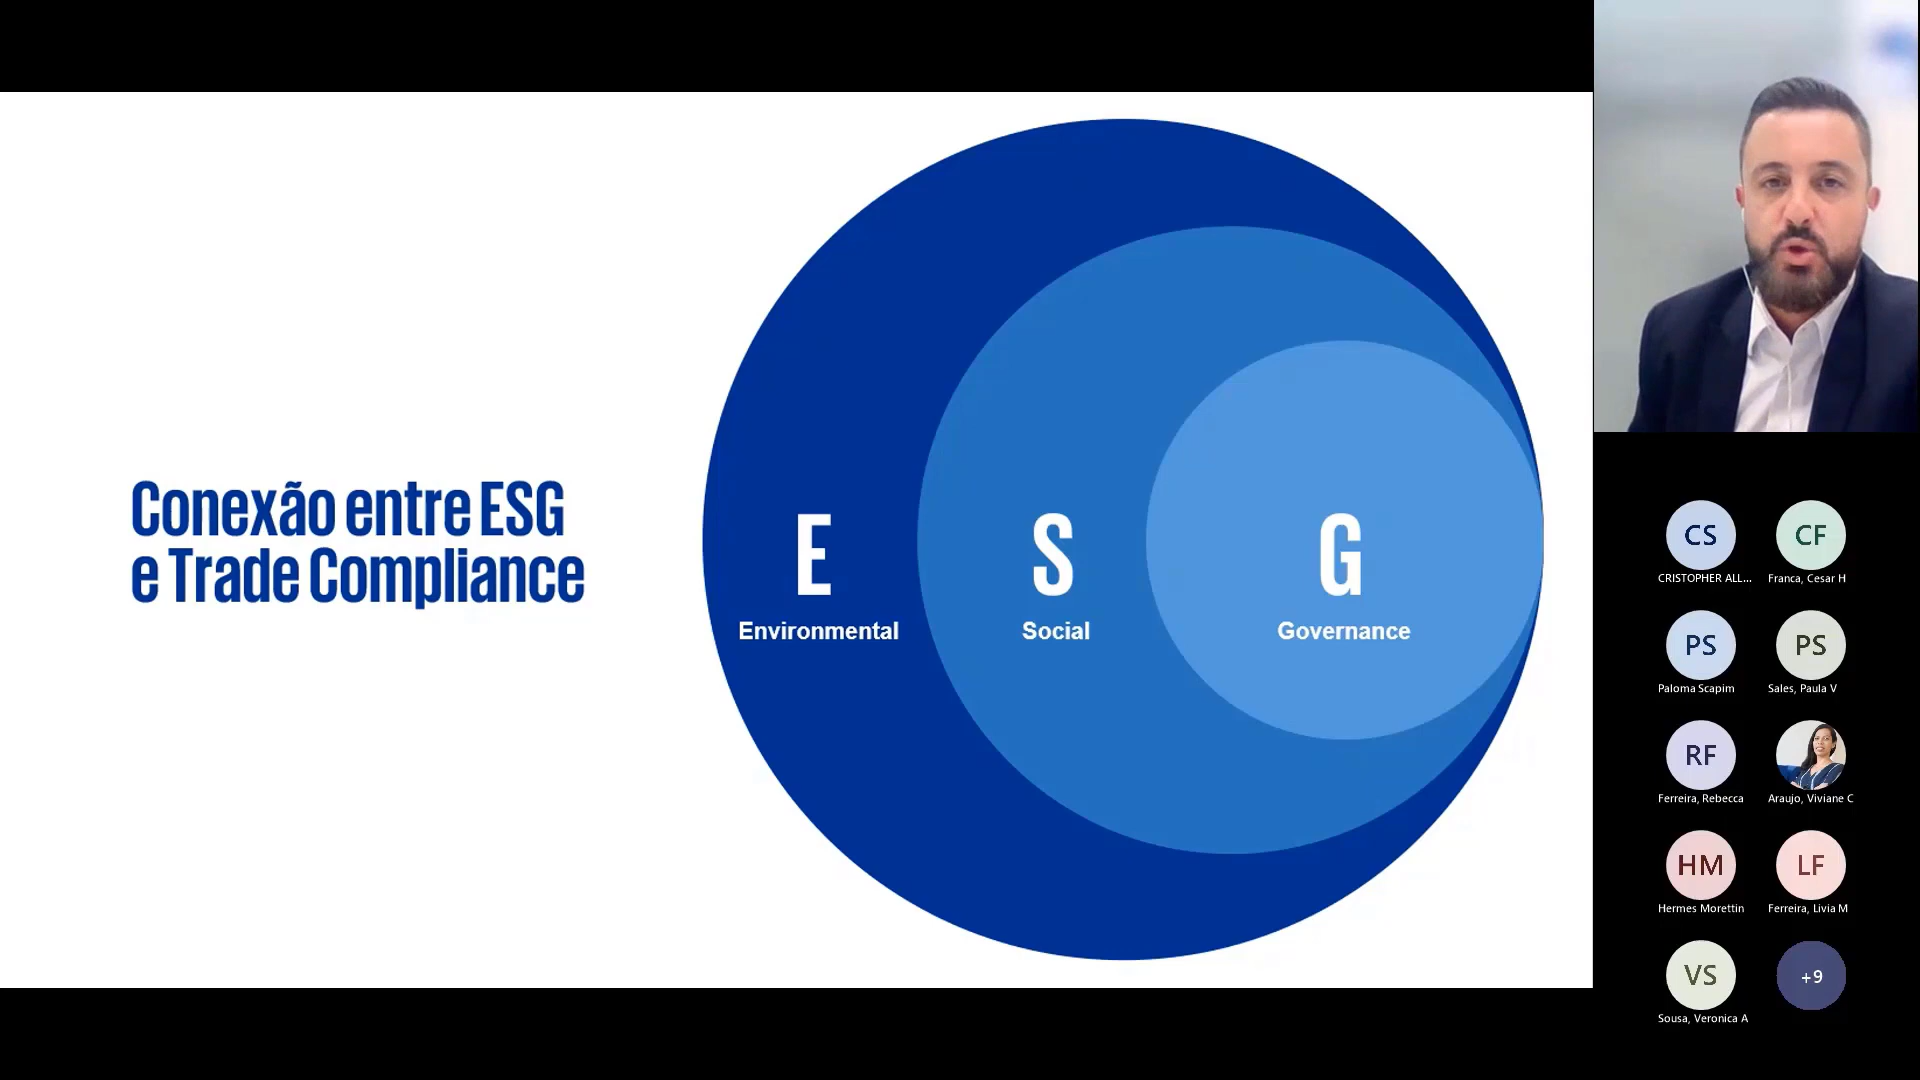 Conexão entre ESG
e Trade Compliance
E
Environmental
S
Social
G
Governance
CS
CRISTOPHER ALL...
CF
Franca, Cesar H
PS
Paloma Scapim
PS
Sales, Paula V
RF
Ferreira, Rebecca
Araujo, Viviane C
HM
Hermes Morettin
LF
Ferreira, Livia M
VS
Sousa, Veronica A
+9